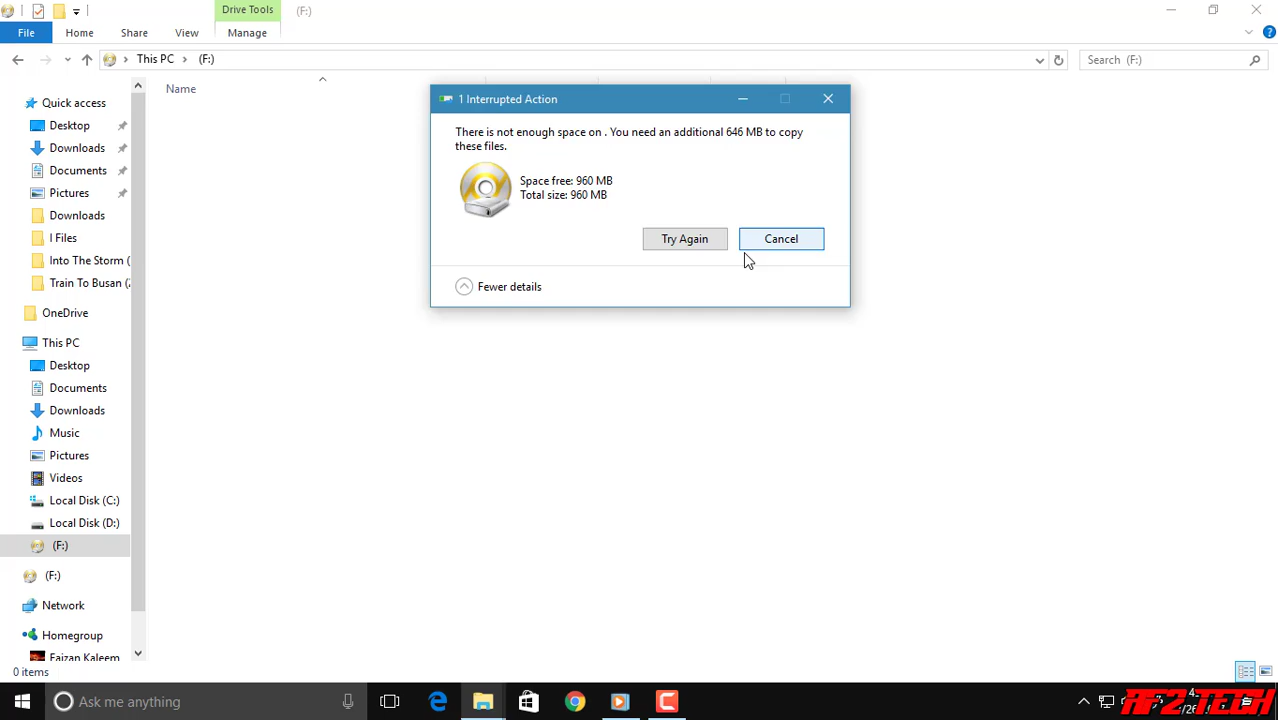 Drive Tools
(F:)
File
Home
Share
View
Manage
This PC
(F:)
Search (F:)
Name
Quick access
Desktop
Downloads
Documents
Pictures
Downloads
I Files
Into The Storm (
Train To Busan (2
OneDrive
This PC
Desktop
Documents
Downloads
Music
Pictures
Videos
Local Disk (C:)
Local Disk (D:)
(F:)
(F:)
Network
Homegroup
Faizan Kaleem
1 Interrupted Action
There is not enough space on . You need an additional 646 MB to copy
these files.
Space free: 960 MB
Total size: 960 MB
Try Again
Cancel
Fewer details
0 items
Ask me anything
AF2TECH